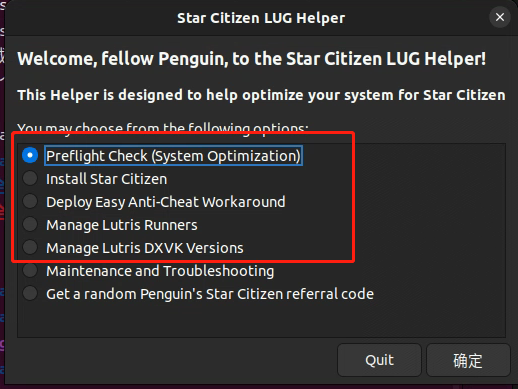 Star Citizen LUG Helper
Welcome, fellow Penguin, to the Star Citizen LUG Helper!
This Helper is designed to help optimize your system for Star Citizen
You may choose from the following options:
Preflight Check (System Optimization)
Install Star Citizen
Deploy Easy Anti-Cheat Workaround
Manage Lutris Runners
Manage Lutris DXVK Versions
Maintenance and Troubleshooting
Get a random Penguin's Star Citizen referral code
Quit
确定